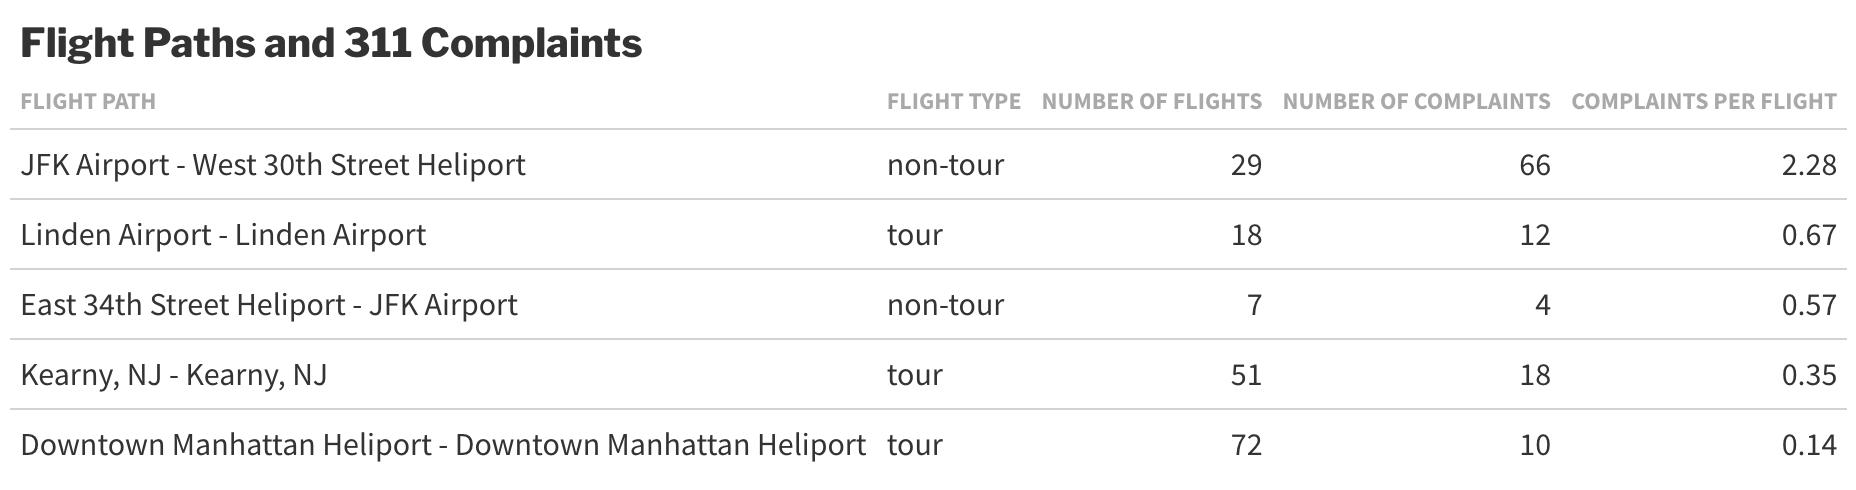 Flight Paths and 311 Complaints
FLIGHT PATH FLIGHT TYPE NUMBER OF FLIGHTS NUMBER OF COMPLAINTS COMPLAINTS PER FLIGHT
JFK Airport - West 30th Street Heliport non-tour 29 66 2.28
Linden Airport - Linden Airport tour 18 12 0.67
East 34th Street Heliport - JFK Airport non-tour 7 4 0.57
Kearny, NJ - Kearny, NJ tour 51 18 0.35
Downtown Manhattan Heliport - Downtown Manhattan Heliport tour 72 10 0.14